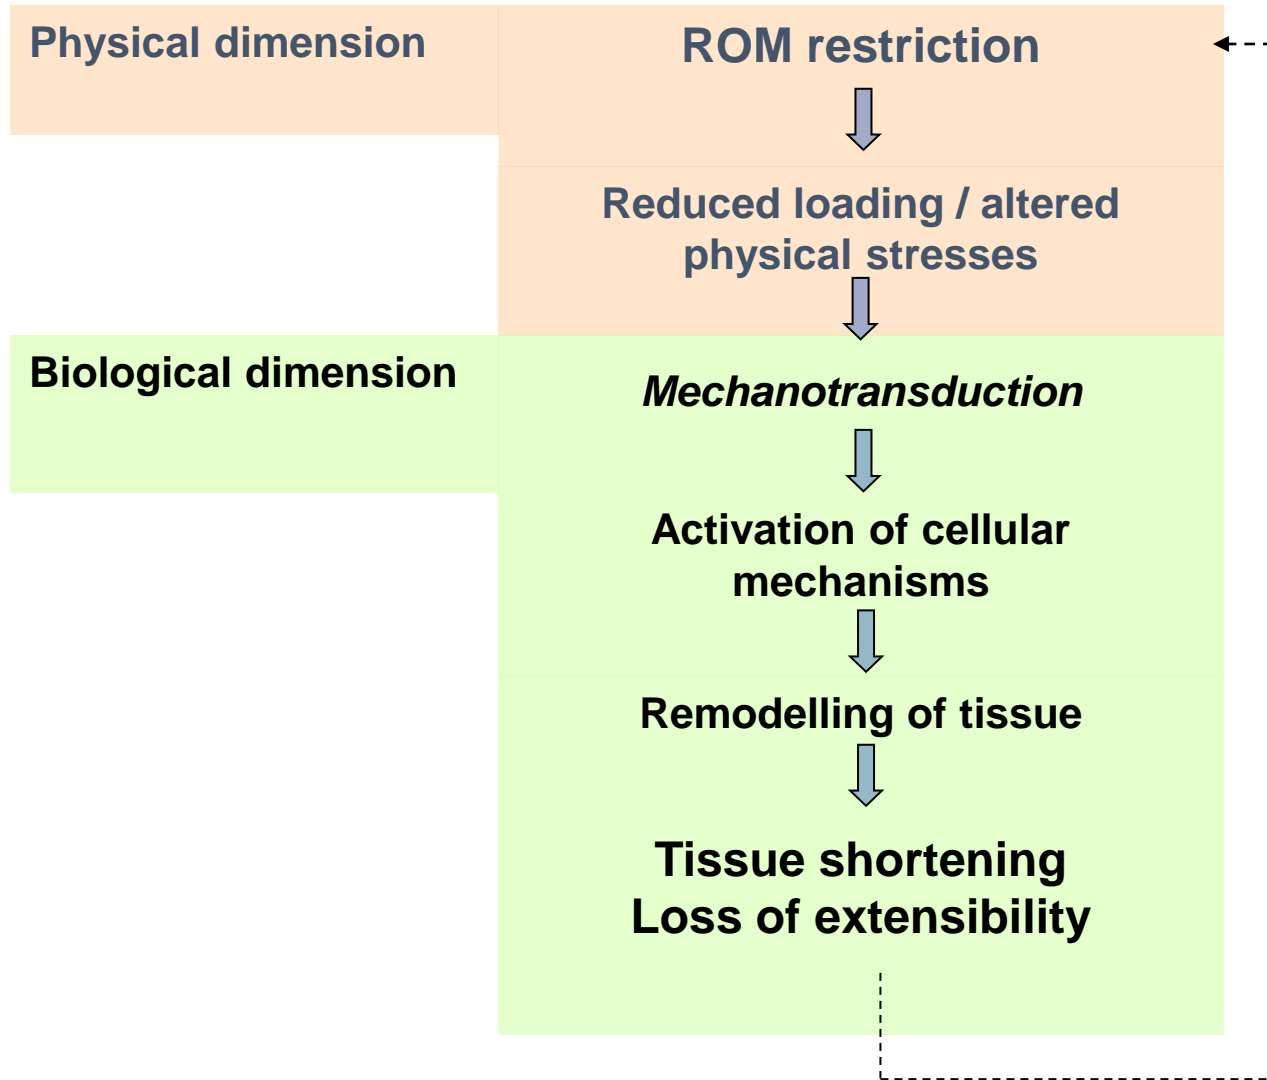 Physical dimension
ROM restriction
Reduced loading / altered
physical stresses
Biological dimension
Mechanotransduction
Activation of cellular
mechanisms
Remodelling of tissue
Tissue shortening
Loss of extensibility